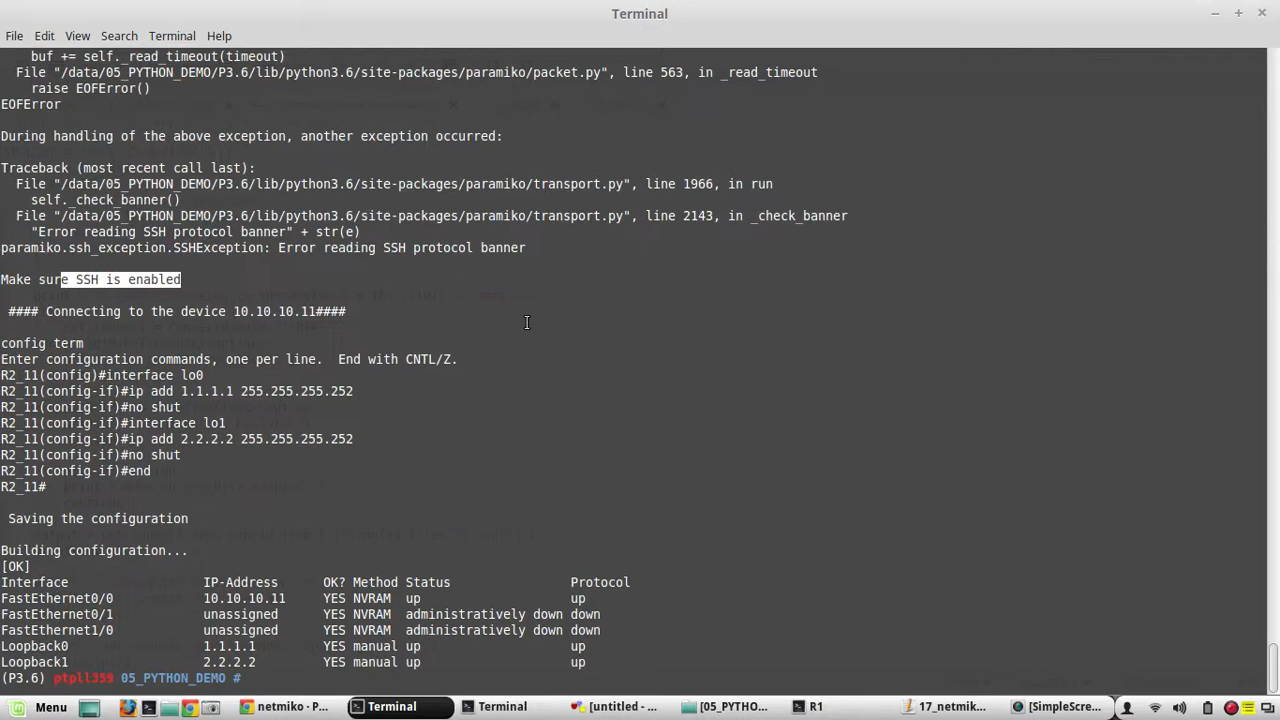 Terminal
File Edit View Search Terminal Help
buf += self._read_timeout(timeout)
File "/data/05_PYTHON_DEMO/P3.6/lib/python3.6/site-packages/paramiko/packet.py", line 563, in _read_timeout
raise EOFError()
EOFError
During handling of the above exception, another exception occurred:
Traceback (most recent call last):
File "/data/05_PYTHON_DEMO/P3.6/lib/python3.6/site-packages/paramiko/transport.py", line 1966, in run
self._check_banner()
File "/data/05_PYTHON_DEMO/P3.6/lib/python3.6/site-packages/paramiko/transport.py", line 2143, in _check_banner
"Error reading SSH protocol banner" + str(e)
paramiko.ssh_exception.SSHException: Error reading SSH protocol banner
Make sure SSH is enabled
#### Connecting to the device 10.10.10.11####
config term
Enter configuration commands, one per line.  End with CNTL/Z.
R2_11(config)#interface lo0
R2_11(config-if)#ip add 1.1.1.1 255.255.255.252
R2_11(config-if)#no shut
R2_11(config-if)#interface lo1
R2_11(config-if)#ip add 2.2.2.2 255.255.255.252
R2_11(config-if)#no shut
R2_11(config-if)#end
R2_11#
Saving the configuration
Building configuration...
[OK]
Interface IP-Address OK? Method Status Protocol
FastEthernet0/0 10.10.10.11 YES NVRAM up up
FastEthernet0/1 unassigned YES NVRAM administratively down down
FastEthernet1/0 unassigned YES NVRAM administratively down down
Loopback0 1.1.1.1 YES manual up up
Loopback1 2.2.2.2 YES manual up up
(P3.6) ptpll359 05_PYTHON_DEMO #
Menu netmiko - P... Terminal Terminal [untitled - ... [05_PYTHO... R1 17_netmik... [SimpleScre...